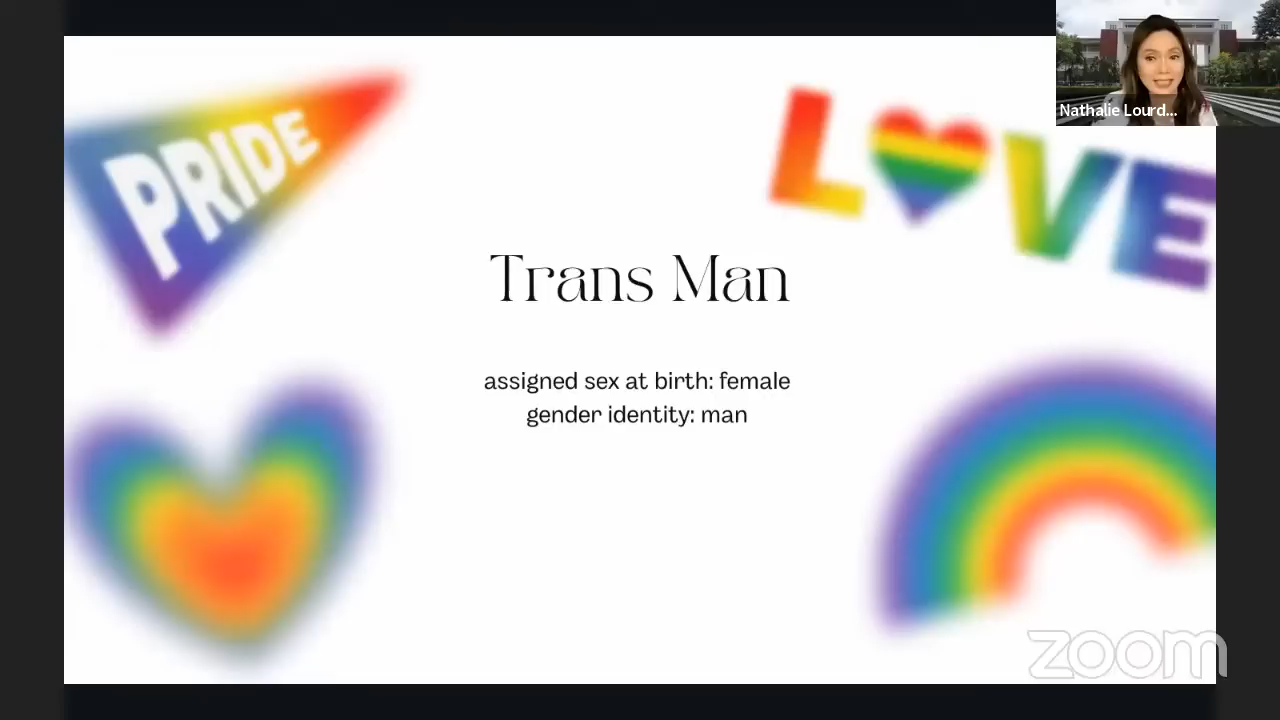 PRIDE
LOVE
Nathalie Lourd...
Trans Man
assigned sex at birth: female
gender identity: man
zoom